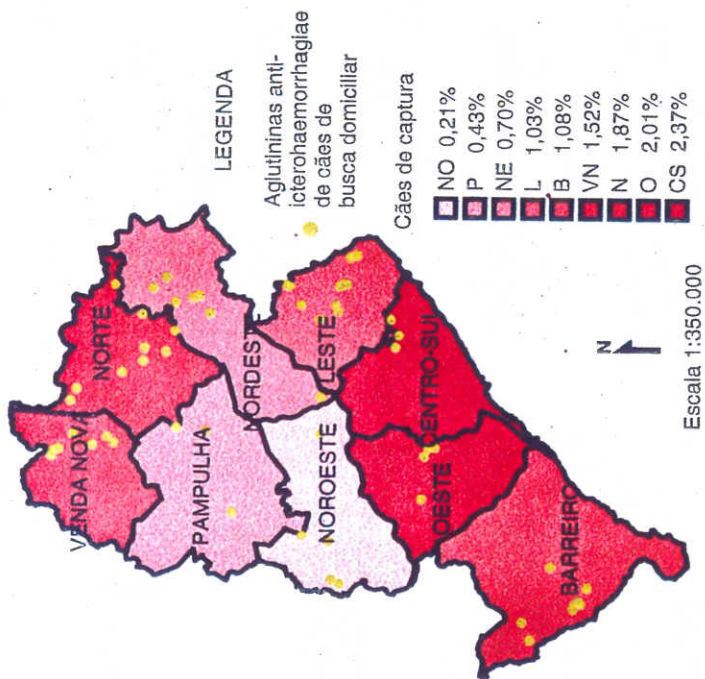 VENDA NOVA
NORTE
PAMPULHA
NORDESTE
NOROESTE
LESTE
OESTE
CENTRO-SUL
BARREIRO
LEGENDA
Aglutininas anti-
icterohaemorrhagiae
de cães de
busca domiciliar
Cães de captura
NO 0,21%
P 0,43%
NE 0,70%
L 1,03%
B 1,08%
VN 1,52%
N 1,87%
O 2,01%
CS 2,37%
N
Escala 1:350.000